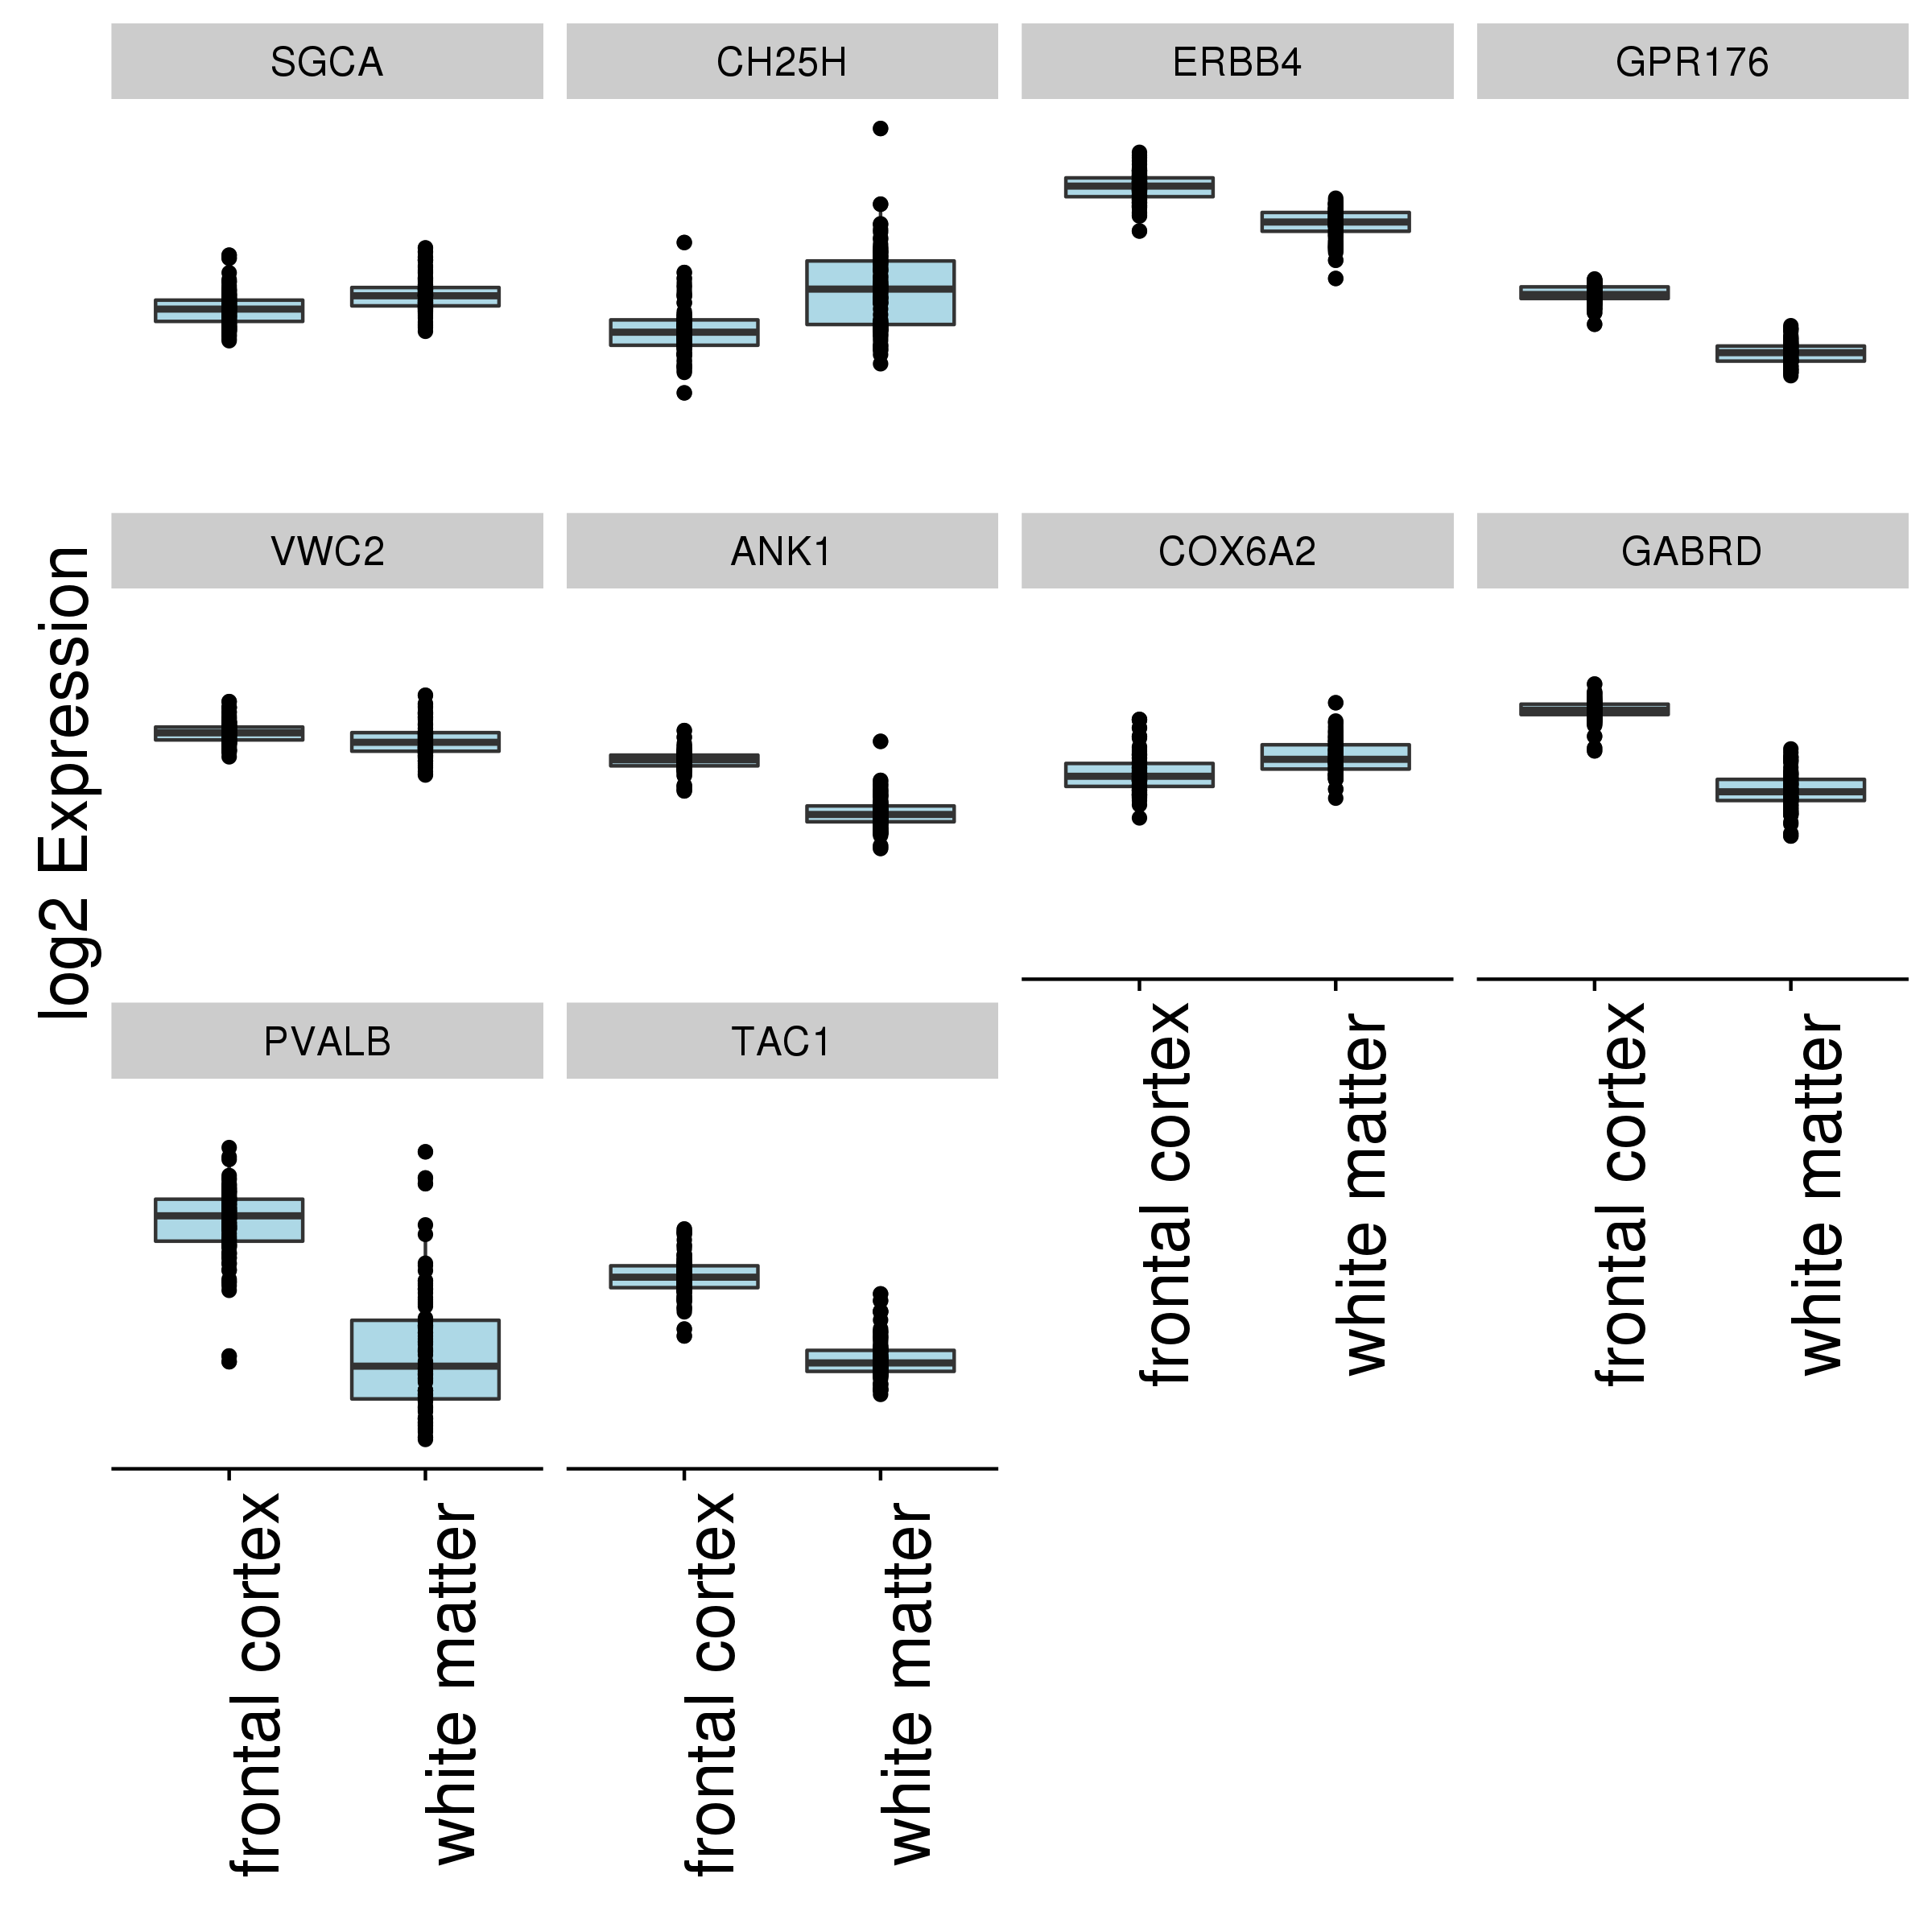 SGCA
CH25H
ERBB4
GPR176
VWC2
ANK1
COX6A2
GABRD
log2 Expression
PVALB
TAC1
frontal cortex
white matter
frontal cortex
white matter
frontal cortex
white matter
frontal cortex
white matter